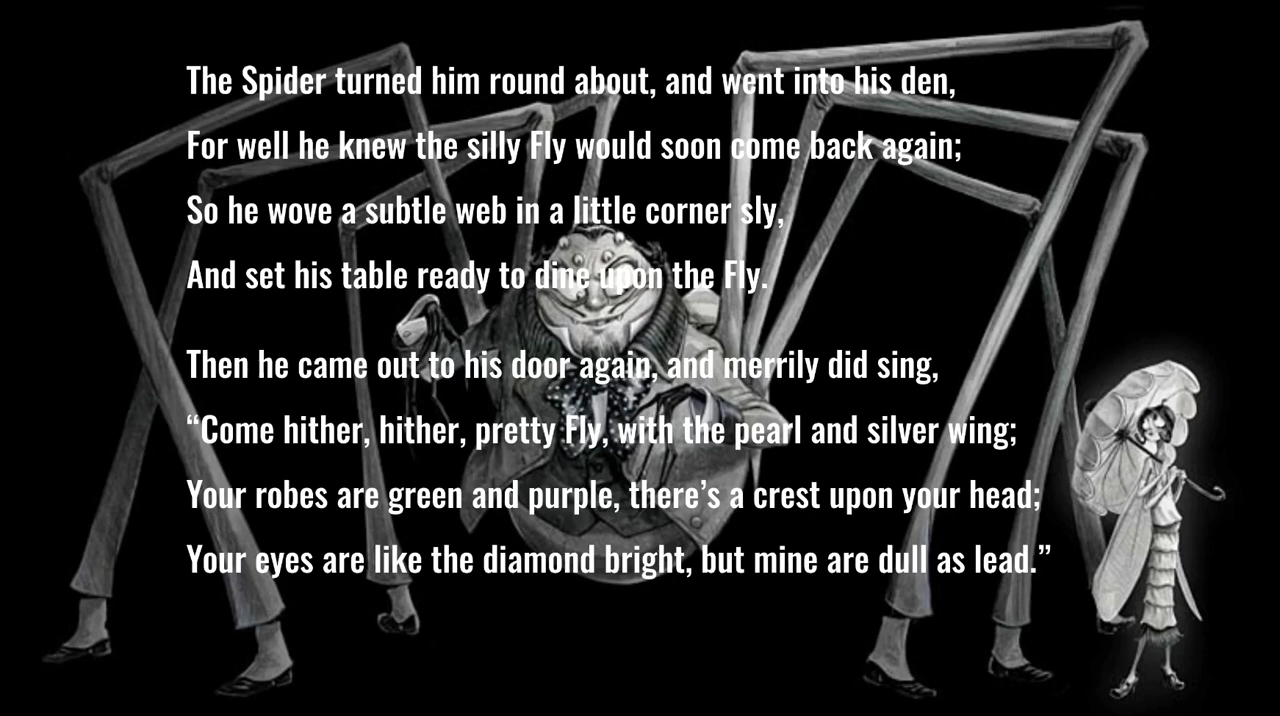 The Spider turned him round about, and went into his den,
For well he knew the silly Fly would soon come back again;
So he wove a subtle web in a little corner sly,
And set his table ready to dine upon the Fly.
Then he came out to his door again, and merrily did sing,
“Come hither, hither, pretty Fly, with the pearl and silver wing;
Your robes are green and purple, there’s a crest upon your head;
Your eyes are like the diamond bright, but mine are dull as lead.”